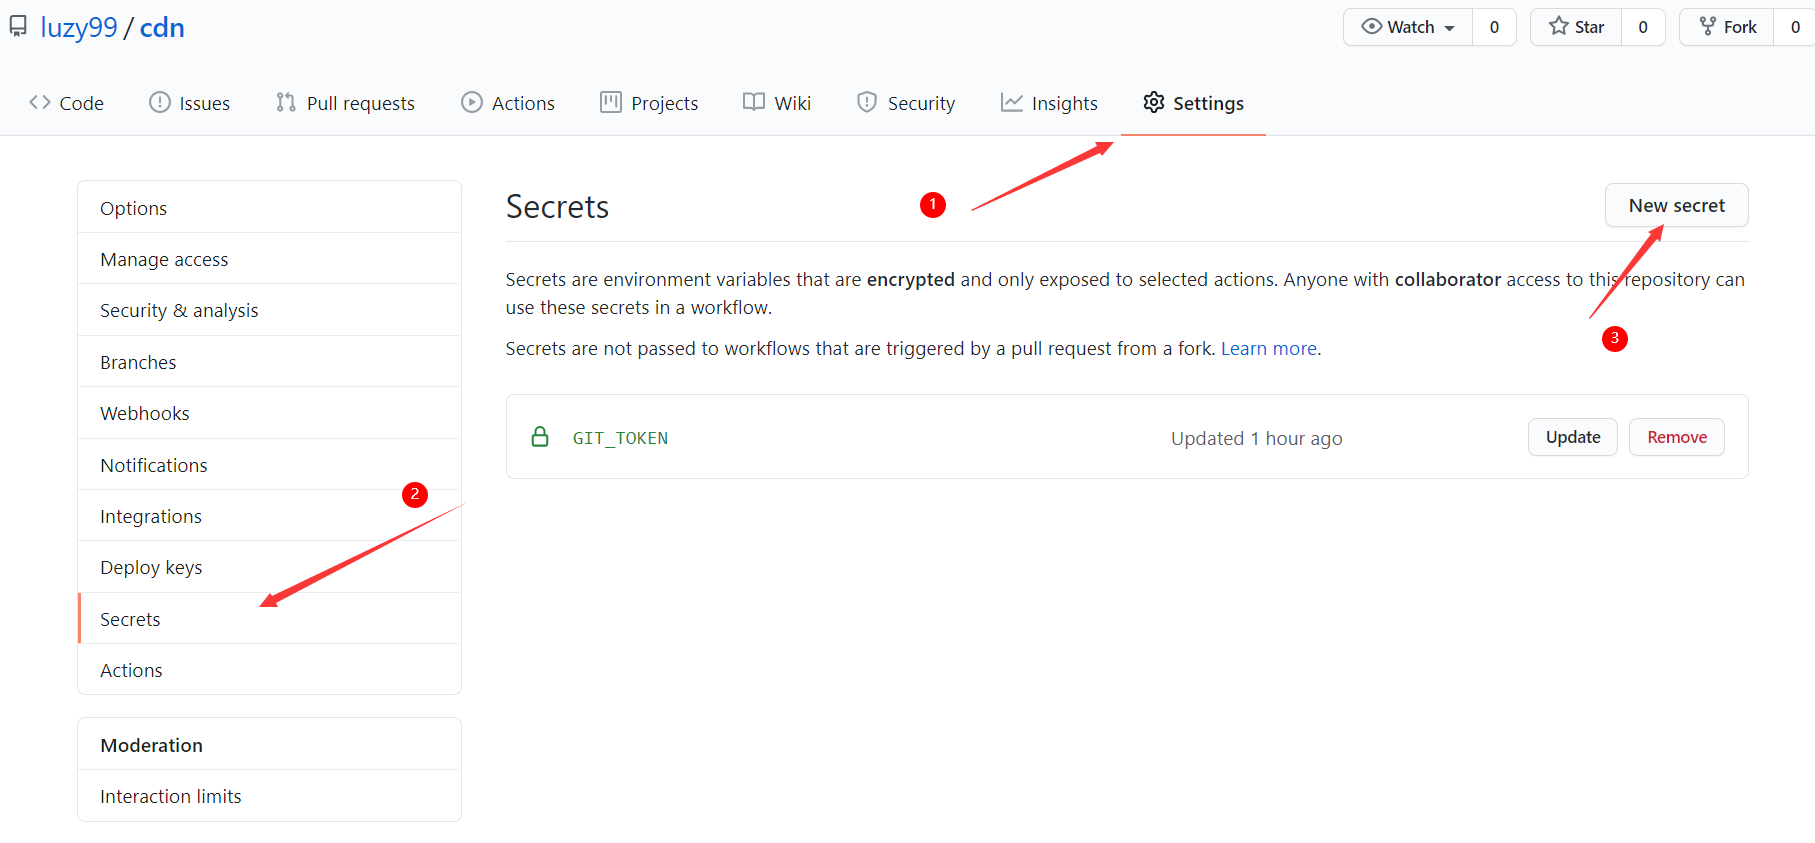 luzy99 / cdn
Watch 0 Star 0 Fork 0
Code Issues Pull requests Actions Projects Wiki Security Insights Settings
Options
Manage access
Security & analysis
Branches
Webhooks
Notifications
Integrations
Deploy keys
Secrets
Actions
Moderation
Interaction limits
2
Secrets
1
New secret
Secrets are environment variables that are encrypted and only exposed to selected actions. Anyone with collaborator access to this repository can
use these secrets in a workflow.
3
Secrets are not passed to workflows that are triggered by a pull request from a fork. Learn more.
GIT_TOKEN Updated 1 hour ago Update Remove